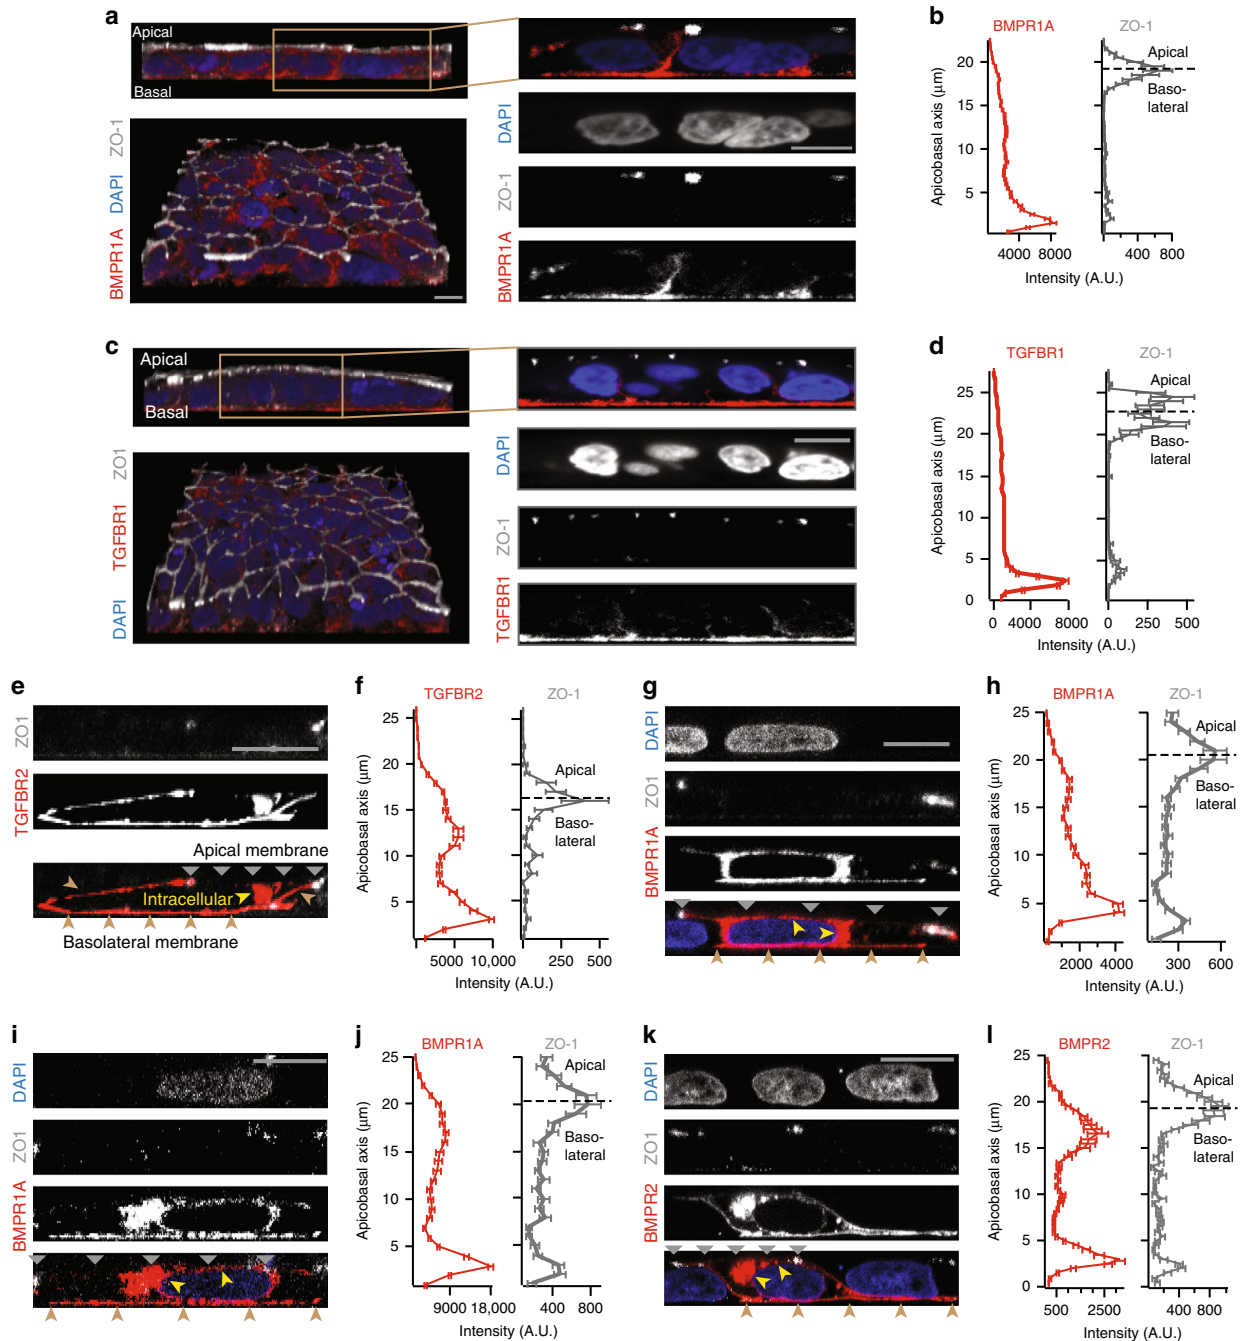 a
Apical
Basal
ZO-1
DAPI
BMPR1A
DAPI
ZO-1
BMPR1A
b
BMPR1A
ZO-1
Apical
Baso-
lateral
Apicobasal axis (µm)
20
15
10
5
4000 8000
0 400 800
Intensity (A.U.)
c
Apical
Basal
ZO1
TGFBR1
DAPI
DAPI
ZO-1
TGFBR1
d
TGFBR1
ZO-1
Apical
Baso-
lateral
Apicobasal axis (µm)
25
20
15
10
5
0
0 4000 8000
0 250 500
Intensity (A.U.)
e
ZO1
TGFBR2
Apical membrane
Intracellular
Basolateral membrane
f
TGFBR2
ZO-1
Apical
Baso-
lateral
Apicobasal axis (µm)
25
20
15
10
5
5000 10,000
250 500
Intensity (A.U.)
g
DAPI
ZO1
BMPR1A
h
BMPR1A
ZO-1
Apical
Baso-
lateral
Apicobasal axis (µm)
25
20
15
10
5
0
2000 4000
300 600
Intensity (A.U.)
i
DAPI
ZO1
BMPR1A
j
BMPR1A
ZO-1
Apical
Baso-
lateral
Apicobasal axis (µm)
25
20
15
10
5
9000 18,000
400 800
Intensity (A.U.)
k
DAPI
ZO1
BMPR2
l
BMPR2
ZO-1
Apical
Baso-
lateral
Apicobasal axis (µm)
25
20
15
10
5
0
500 2500
400 800
Intensity (A.U.)